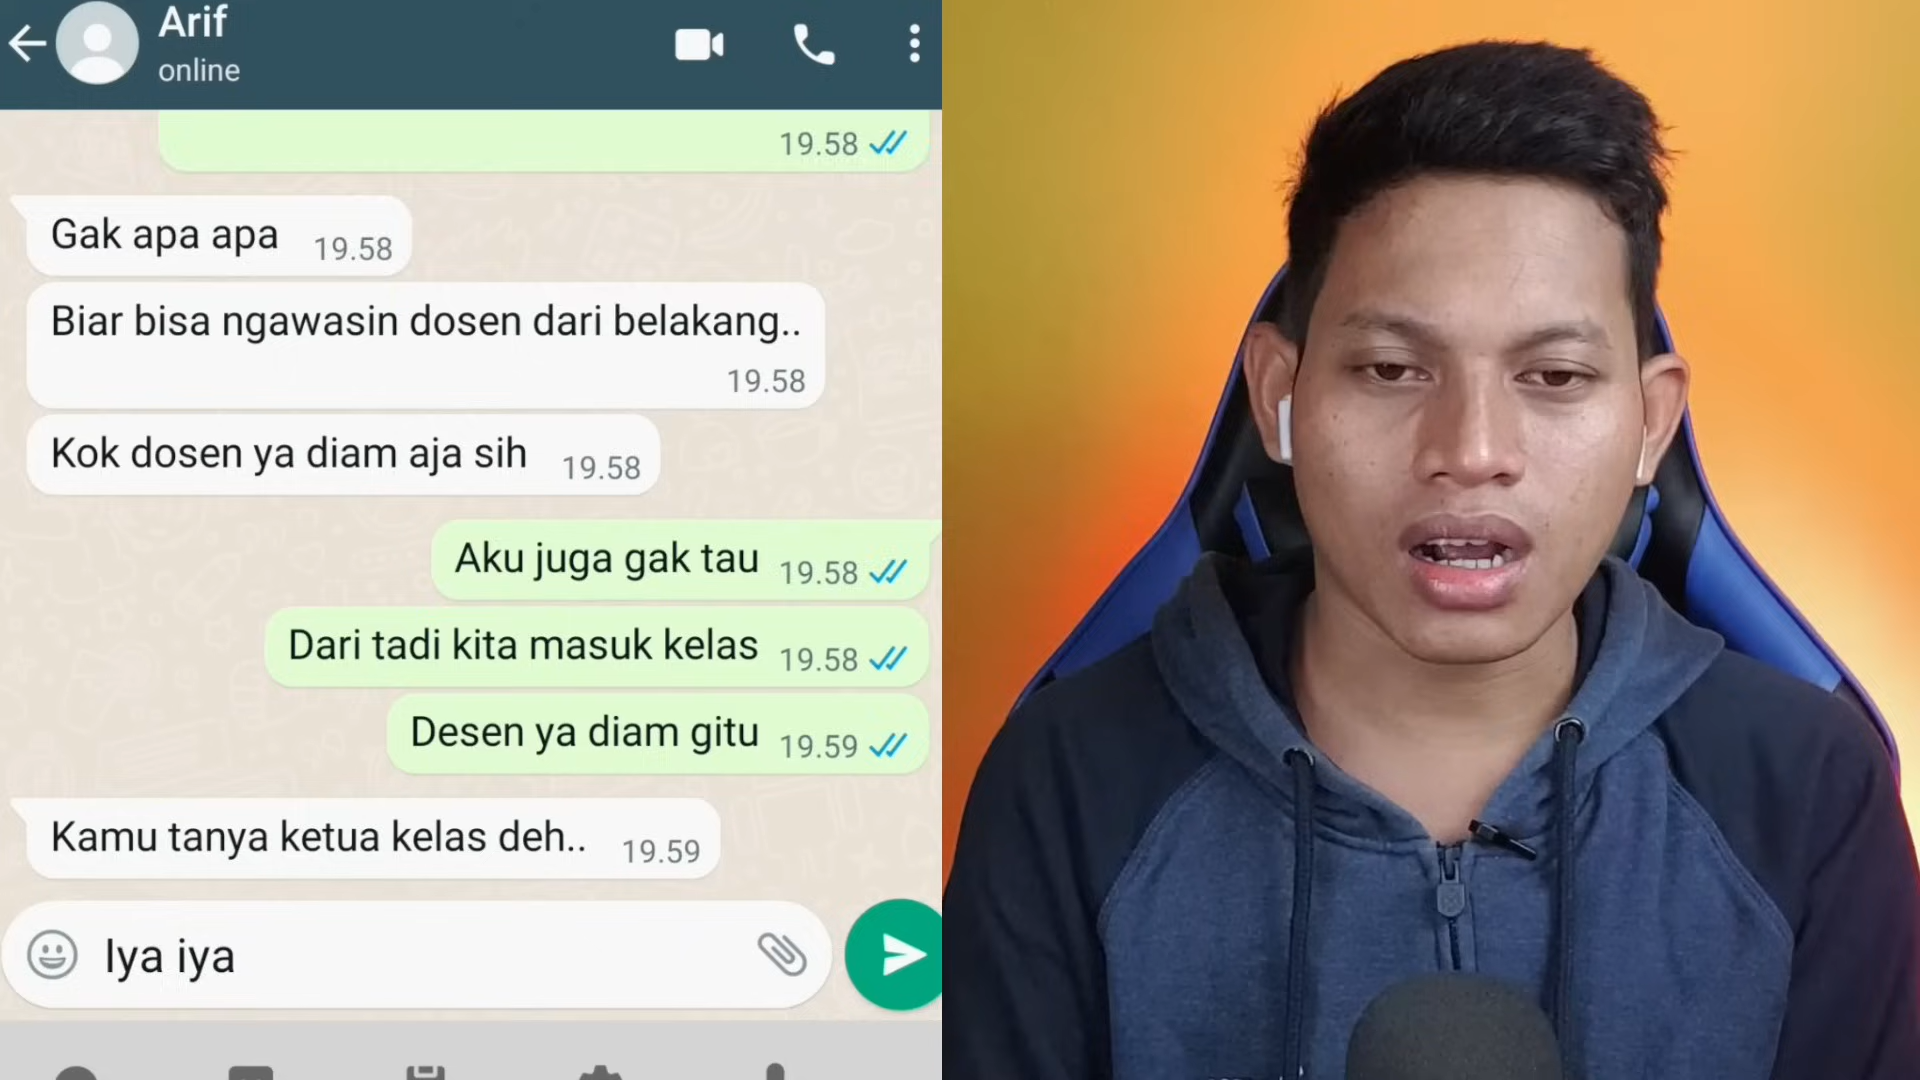 Arif
online
19.58
Gak apa apa 19.58
Biar bisa ngawasin dosen dari belakang..
19.58
Kok dosen ya diam aja sih 19.58
Aku juga gak tau 19.58
Dari tadi kita masuk kelas 19.58
Desen ya diam gitu 19.59
Kamu tanya ketua kelas deh.. 19.59
Iya iya